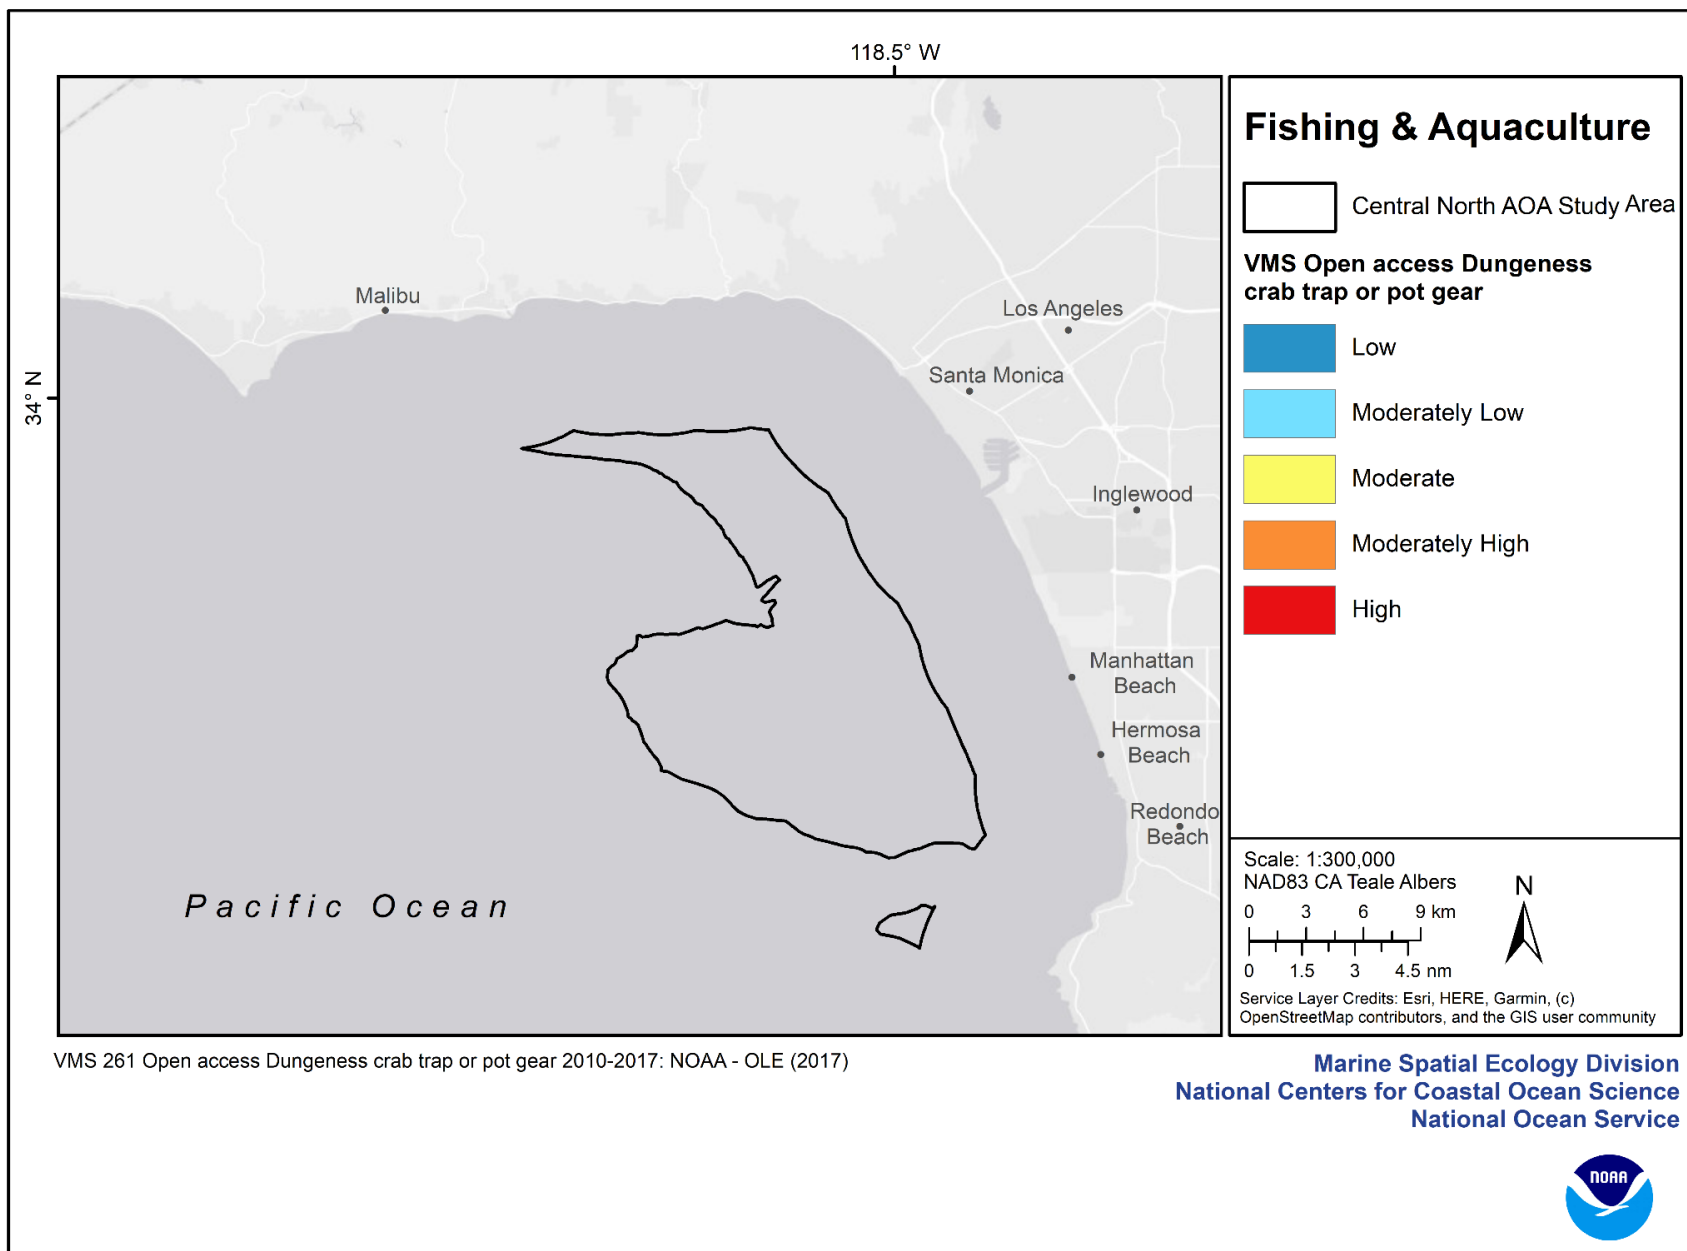 118.5° W
34° N
Malibu
Los Angeles
Santa Monica
Inglewood
Manhattan
Beach
Hermosa
Beach
Redondo
Beach
Pacific Ocean
Fishing & Aquaculture
Central North AOA Study Area
VMS Open access Dungeness
crab trap or pot gear
Low
Moderately Low
Moderate
Moderately High
High
Scale: 1:300,000
NAD83 CA Teale Albers
0 3 6 9 km
0 1.5 3 4.5 nm
N
Service Layer Credits: Esri, HERE, Garmin, (c)
OpenStreetMap contributors, and the GIS user community
VMS 261 Open access Dungeness crab trap or pot gear 2010-2017: NOAA - OLE (2017)
Marine Spatial Ecology Division
National Centers for Coastal Ocean Science
National Ocean Service
NOAA